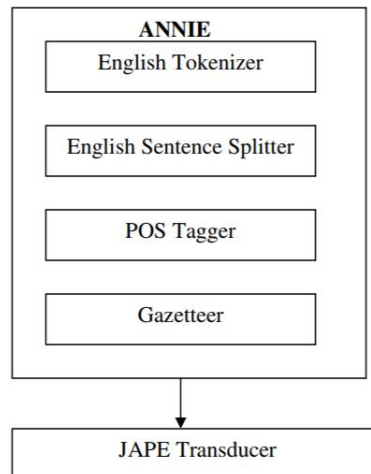 ANNIE
English Tokenizer
English Sentence Splitter
POS Tagger
Gazetteer
JAPE Transducer